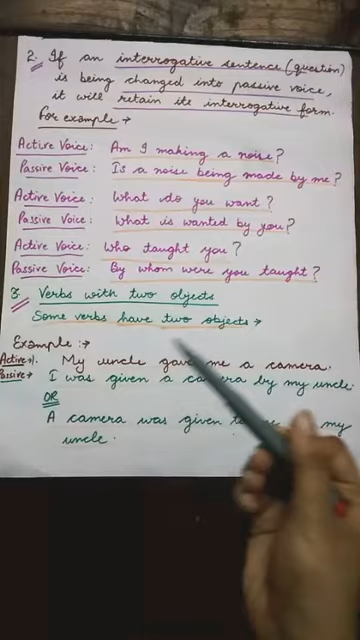 2. If an interrogative sentence (question)
is being changed into passive voice,
it will retain its interrogative form.
For example →
Active Voice: Am I making a noise?
Passive Voice: Is a noise being made by me?
Active Voice: What do you want?
Passive Voice: What is wanted by you?
Active Voice: Who taught you?
Passive Voice: By whom were you taught?
3. Verbs with two objects
Some verbs have two objects →
Example :→
Active→1. My uncle gave me a camera.
Passive→ I was given a camera by my uncle.
OR
A camera was given my
uncle.